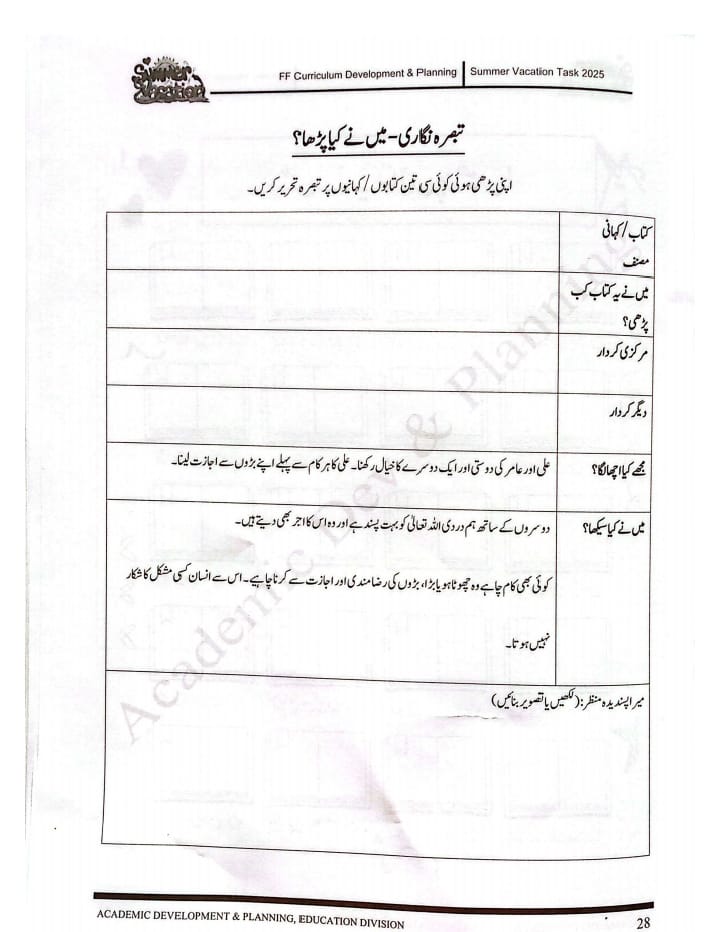 Summer Vacation
FF Curriculum Development & Planning | Summer Vacation Task 2025
تبصرہ نگاری - میں نے کیا پڑھا؟
اپنی پڑھی ہوئی کوئی سی تین کتابوں/کہانیوں پر تبصرہ تحریر کریں۔
کتاب/کہانی
مصنف
میں نے یہ کتاب کب
پڑھی؟
مرکزی کردار
دیگر کردار
مجھے کیا اچھا لگا؟
علی اور عامر کی دوستی اور ایک دوسرے کا خیال رکھنا۔ علی کا ہر کام سے پہلے اپنے بڑوں سے اجازت لینا۔
میں نے کیا سیکھا؟
دوسروں کے ساتھ ہم دردی اللہ تعالیٰ کو بہت پسند ہے اور وہ اس کا اجر بھی دیتے ہیں۔
کوئی بھی کام چاہے وہ چھوٹا ہو یا بڑا، بڑوں کی رضامندی اور اجازت سے کرنا چاہیے۔ اس سے انسان کسی مشکل کا شکار
نہیں ہوتا۔
میرا پسندیدہ منظر: (لکھیں یا تصویر بنائیں)
Academic Dev & Planning
ACADEMIC DEVELOPMENT & PLANNING, EDUCATION DIVISION
28